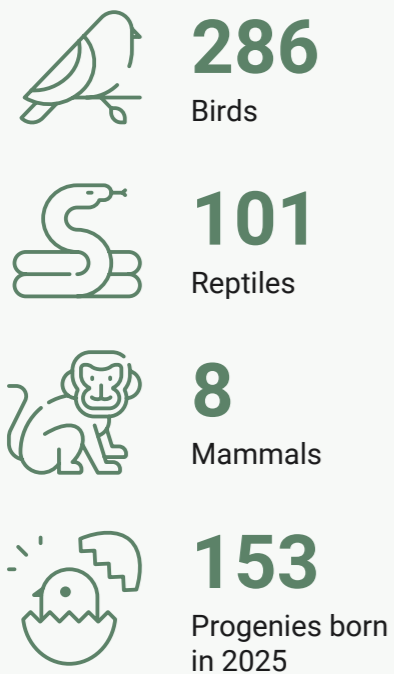 286
Birds
101
Reptiles
8
Mammals
153
Progenies born
in 2025